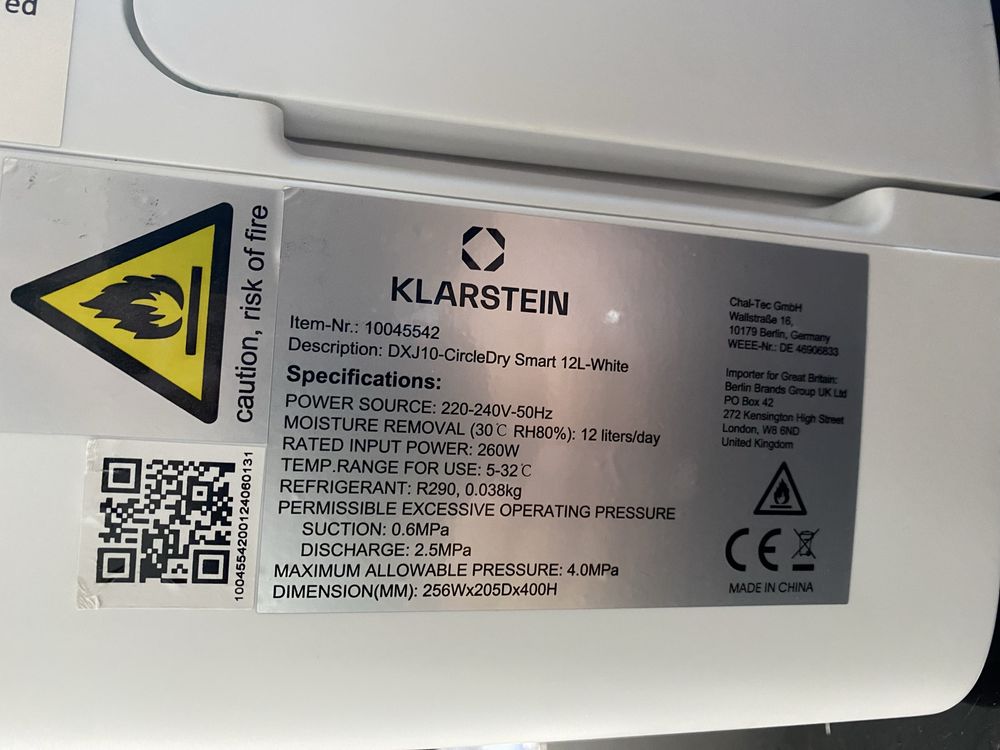 ed
caution, risk of fire
10045542001240601​31
KLARSTEIN
Item-Nr.: 10045542
Description: DXJ10-CircleDry Smart 12L-White
Specifications:
POWER SOURCE: 220-240V-50Hz
MOISTURE REMOVAL (30℃ RH80%): 12 liters/day
RATED INPUT POWER: 260W
TEMP.RANGE FOR USE: 5-32℃
REFRIGERANT: R290, 0.038kg
PERMISSIBLE EXCESSIVE OPERATING PRESSURE
SUCTION: 0.6MPa
DISCHARGE: 2.5MPa
MAXIMUM ALLOWABLE PRESSURE: 4.0MPa
DIMENSION(MM): 256Wx205Dx400H
Chal-Tec GmbH
Wallstraße 16,
10179 Berlin, Germany
WEEE-Nr.: DE 46906833
Importer for Great Britain:
Berlin Brands Group UK Ltd
PO Box 42
272 Kensington High Street
London, W8 6ND
United Kingdom
CE
MADE IN CHINA